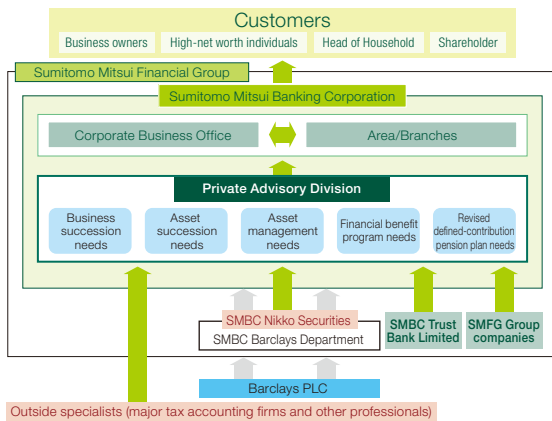 Customers
Business owners
High-net worth individuals
Head of Household
Shareholder
Sumitomo Mitsui Financial Group
Sumitomo Mitsui Banking Corporation
Corporate Business Office
Area/Branches
Private Advisory Division
Business
succession
needs
Asset
succession
needs
Asset
management
needs
Financial benefit
program needs
Revised
defined-contribution
pension plan needs
SMBC Nikko Securities
SMBC Barclays Department
SMBC Trust
Bank Limited
SMFG Group
companies
Barclays PLC
Outside specialists (major tax accounting firms and other professionals)